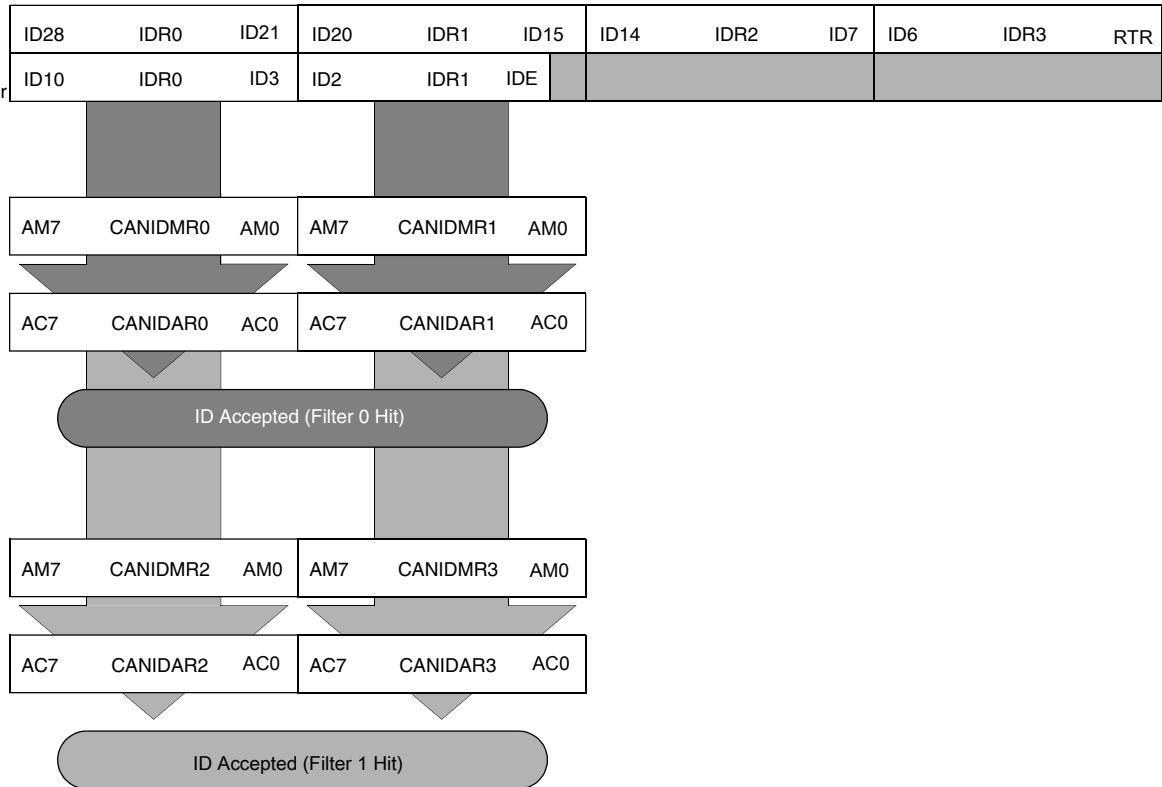 ID28 IDR0 ID21 ID20 IDR1 ID15 ID14 IDR2 ID7 ID6 IDR3 RTR
r ID10 IDR0 ID3 ID2 IDR1 IDE
AM7 CANIDMR0 AM0 AM7 CANIDMR1 AM0
AC7 CANIDAR0 AC0 AC7 CANIDAR1 AC0
ID Accepted (Filter 0 Hit)
AM7 CANIDMR2 AM0 AM7 CANIDMR3 AM0
AC7 CANIDAR2 AC0 AC7 CANIDAR3 AC0
ID Accepted (Filter 1 Hit)